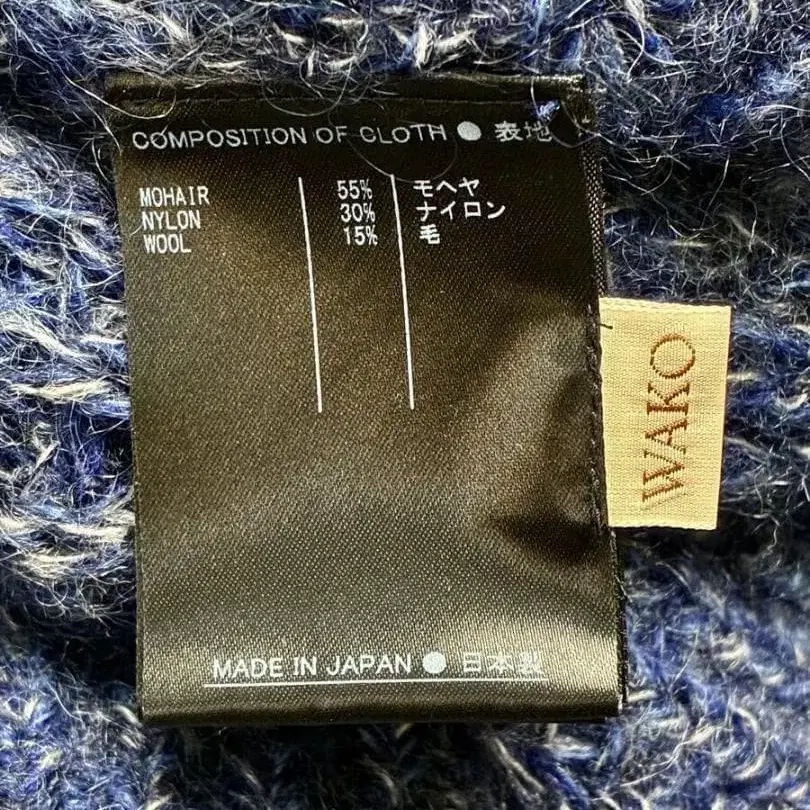 COMPOSITION OF CLOTH ● 表地
MOHAIR 55% モヘヤ
NYLON 30% ナイロン
WOOL 15% 毛
WAKO
MADE IN JAPAN ● 日本製